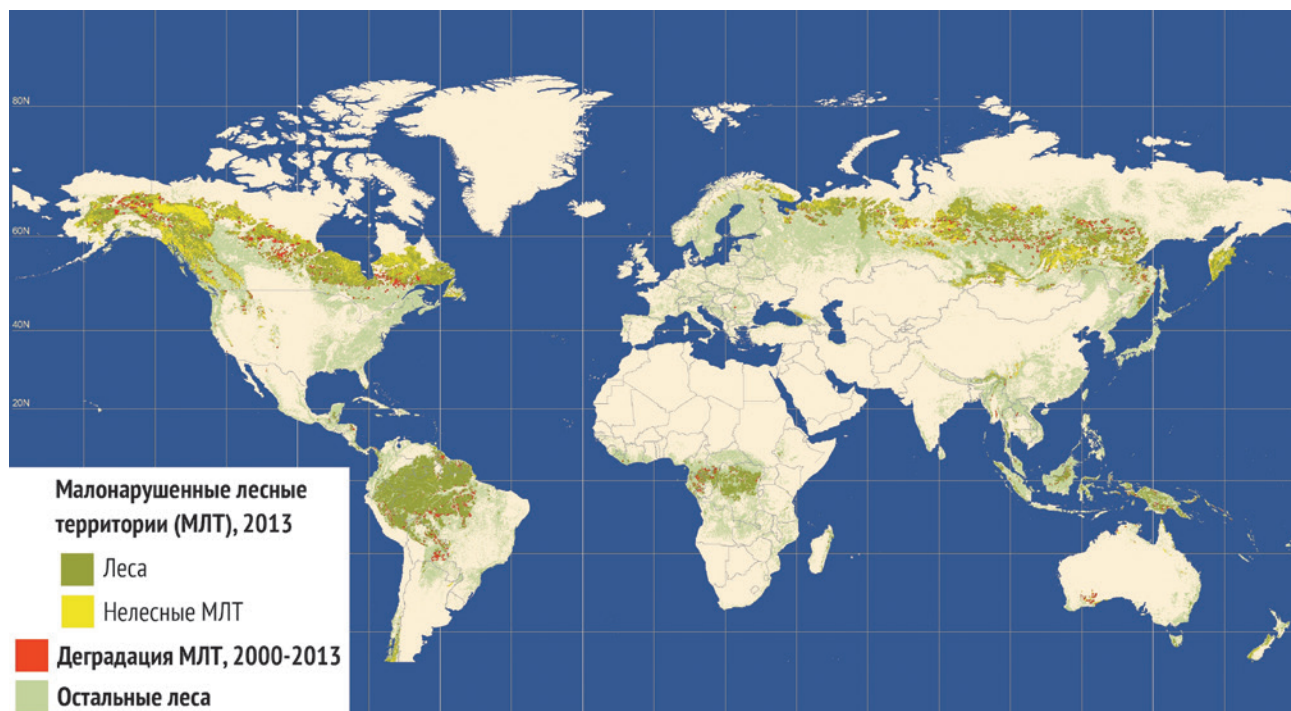 80N
60N
40N
20N
Малонарушенные лесные
территории (МЛТ), 2013
Леса
Нелесные МЛТ
Деградация МЛТ, 2000-2013
Остальные леса